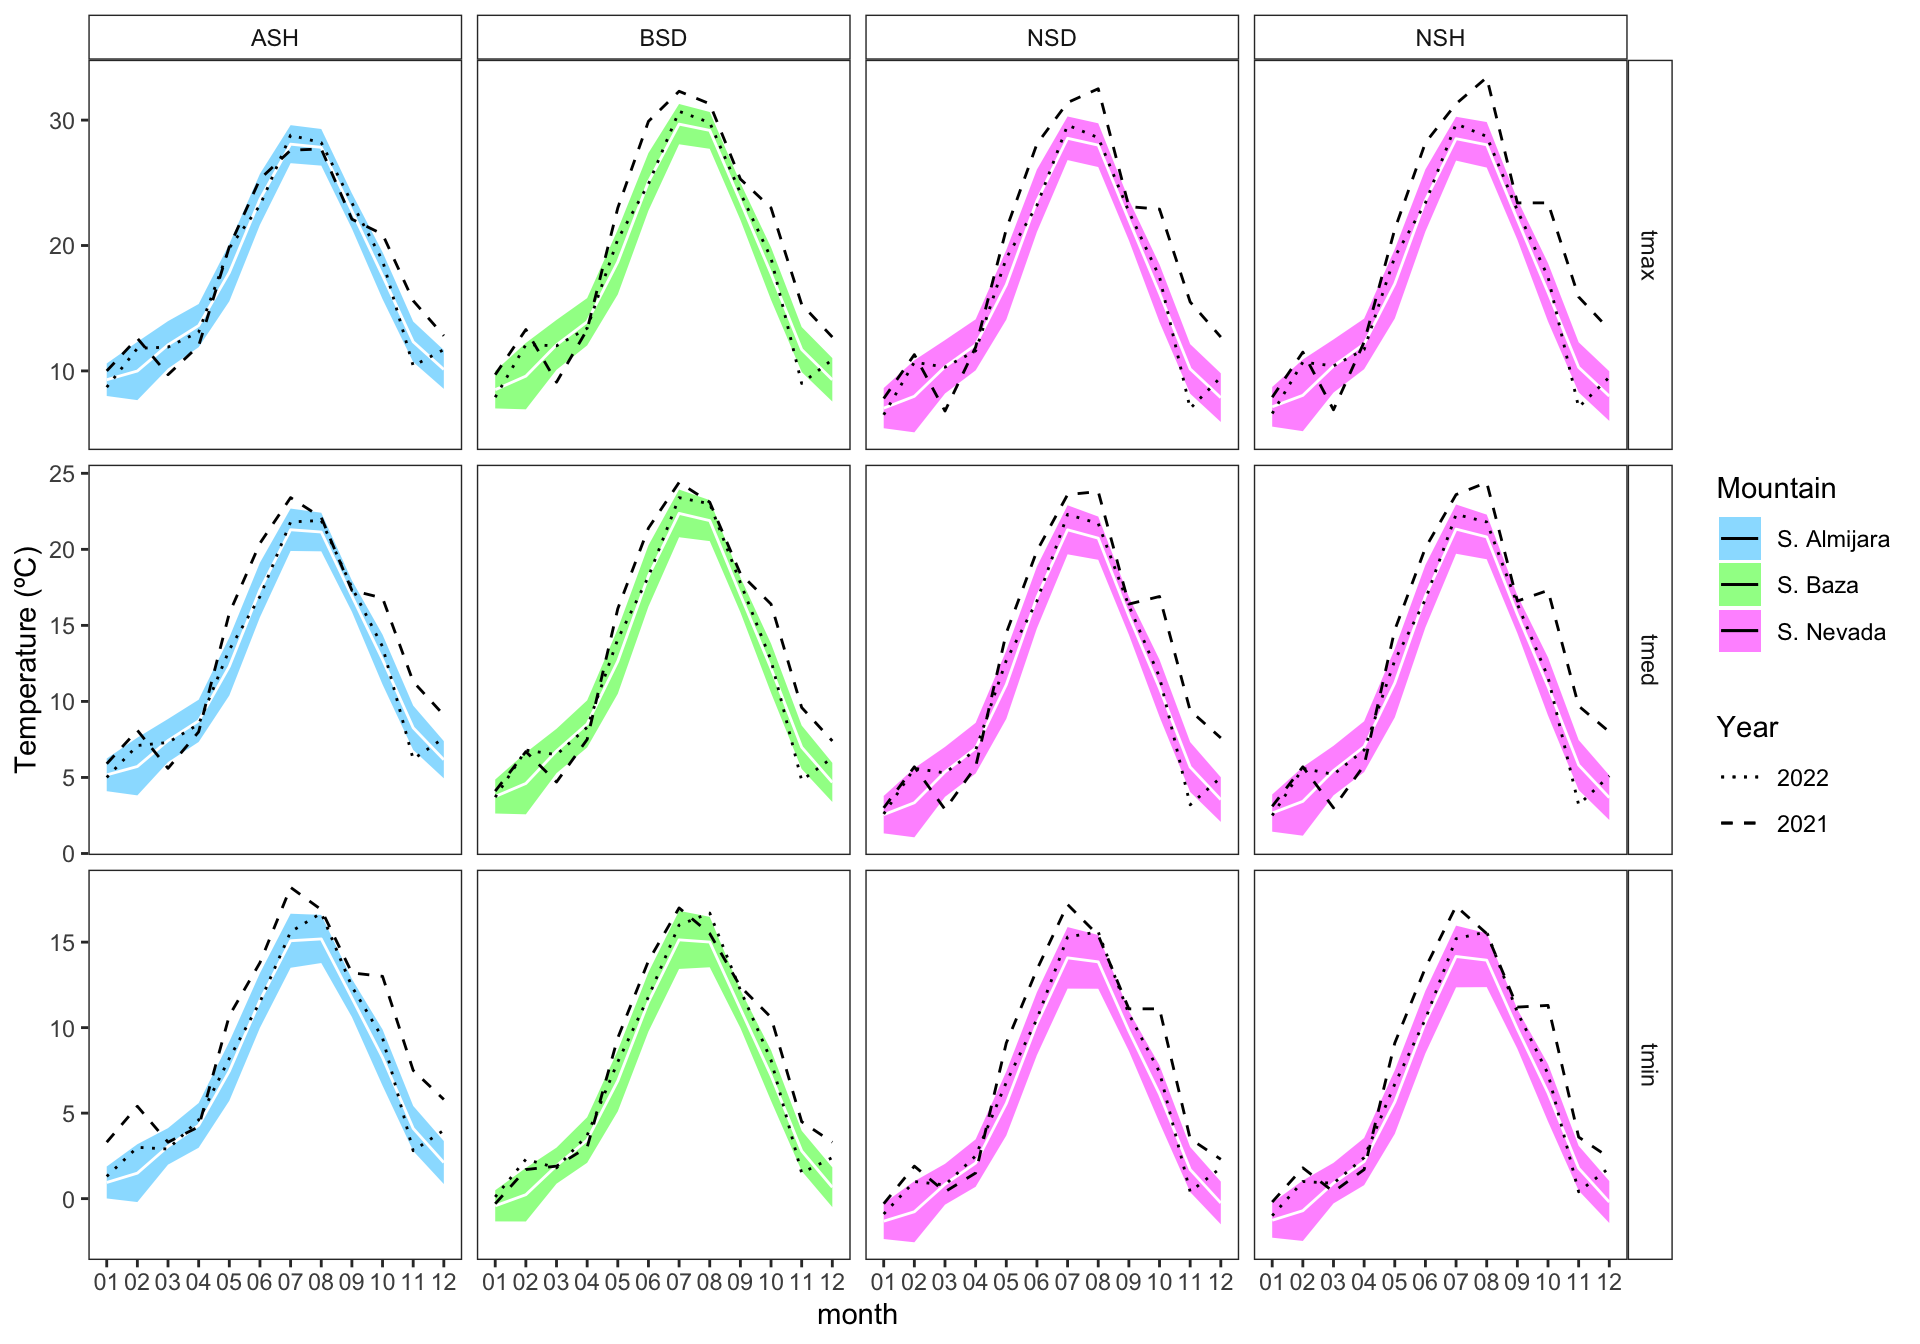 ASH BSD NSD NSH
30
20
10
tmax
25
20
15
10
5
0
tmed
15
10
5
0
tmin
Temperature (ºC)
01 02 03 04 05 06 07 08 09 10 11 12 01 02 03 04 05 06 07 08 09 10 11 12 01 02 03 04 05 06 07 08 09 10 11 12 01 02 03 04 05 06 07 08 09 10 11 12
month
Mountain
S. Almijara
S. Baza
S. Nevada
Year
2022
2021